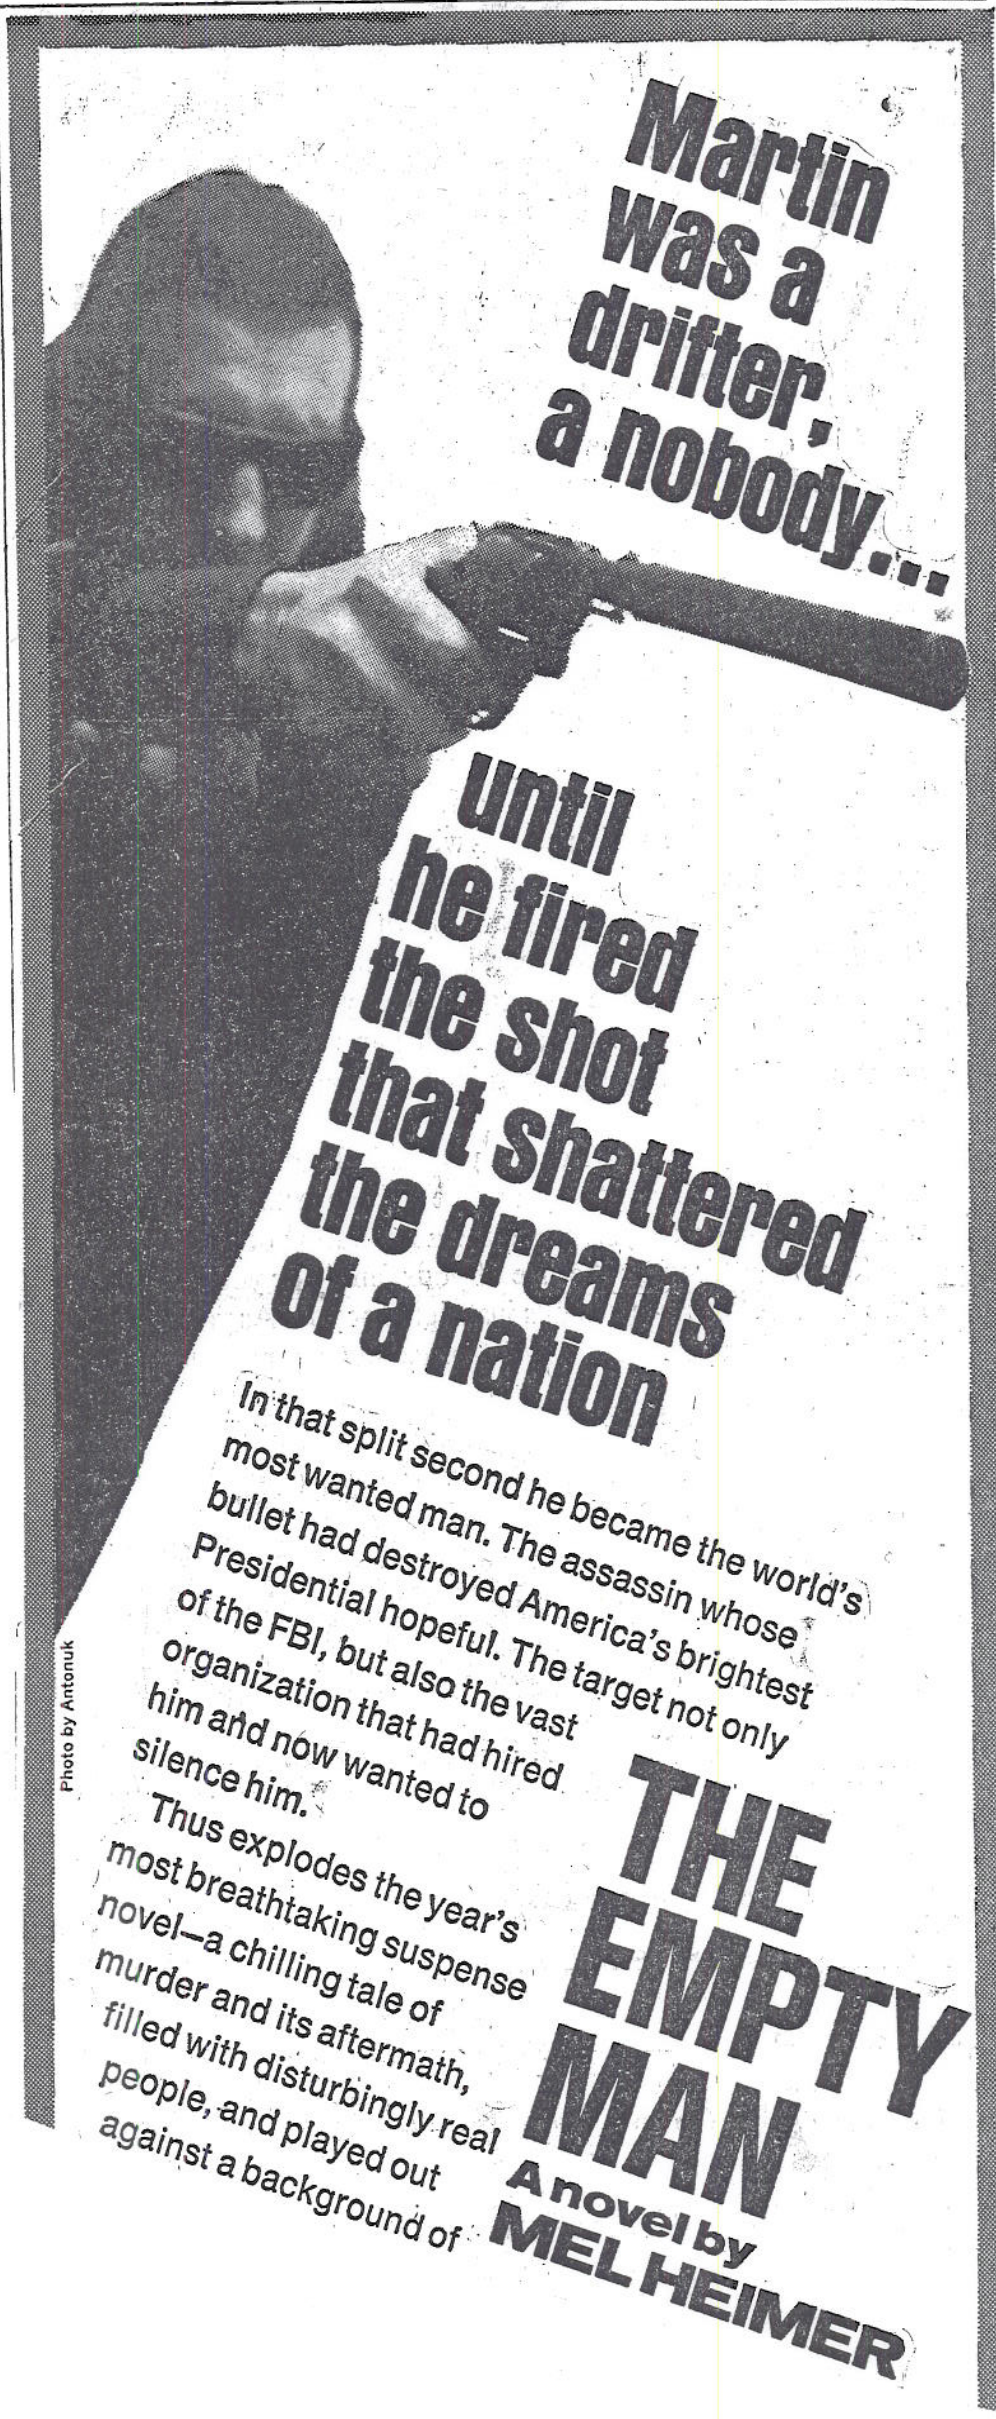 Martin
was a
drifter,
a nobody...
until
he fired
the shot
that shattered
the dreams
of a nation
In that split second he became the world's
most wanted man. The assassin whose
bullet had destroyed America's brightest
Presidential hopeful. The target not only
of the FBI, but also the vast
organization that had hired
him and now wanted to
silence him.
Thus explodes the year's
most breathtaking suspense
novel—a chilling tale of
murder and its aftermath,
filled with disturbingly real
people, and played out
against a background of
THE
EMPTY
MAN
A novel by
MEL HEIMER
Photo by Antonuk